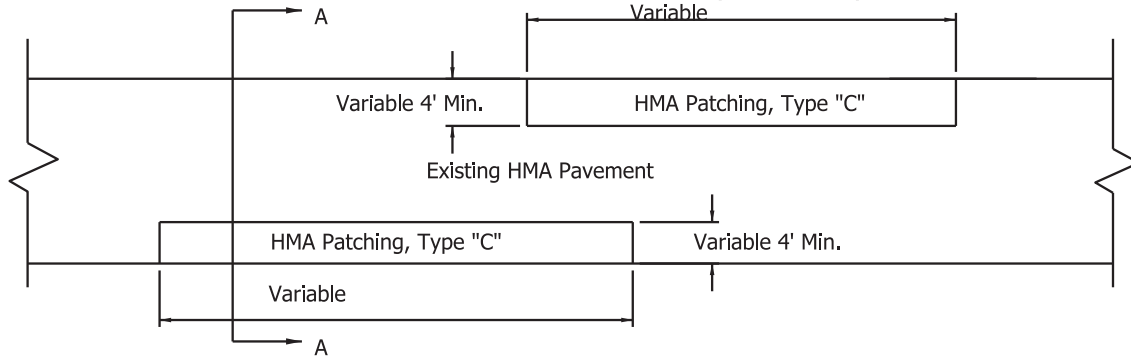 A
Variable
Variable 4' Min.
HMA Patching, Type "C"
Existing HMA Pavement
HMA Patching, Type "C"
Variable 4' Min.
Variable
A